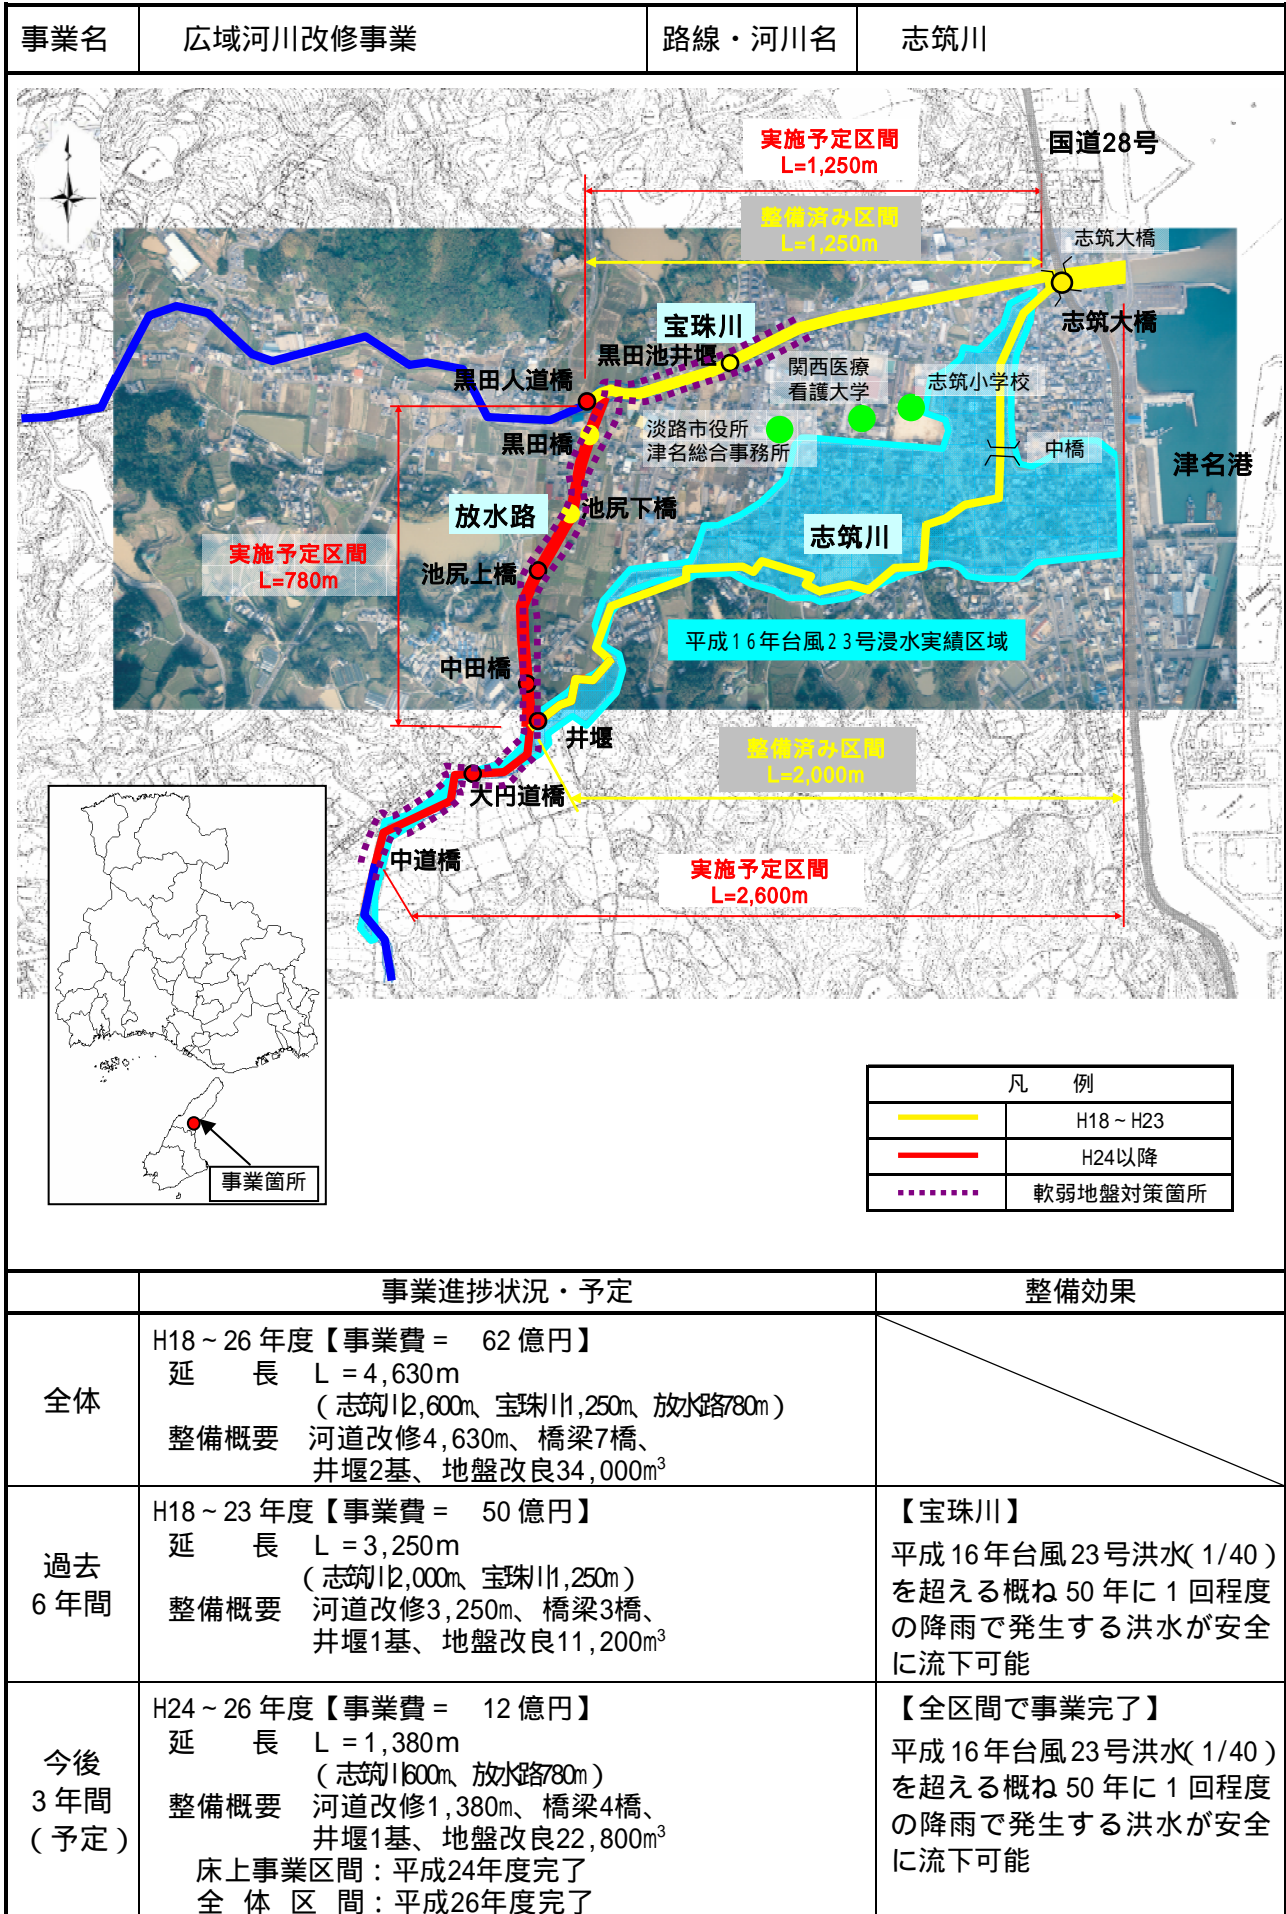 事業名 広域河川改修事業 路線・河川名 志筑川
実施予定区間
L=1,250m
国道28号
整備済み区間
L=1,250m
志筑大橋
志筑大橋
宝珠川
黒田池井堰
黒田人道橋
関西医療
看護大学
志筑小学校
淡路市役所
津名総合事務所
黒田橋
中橋
津名港
放水路
池尻下橋
志筑川
実施予定区間
L=780m
池尻上橋
平成16年台風23号浸水実績区域
中田橋
井堰
整備済み区間
L=2,000m
大円道橋
中道橋
実施予定区間
L=2,600m
事業箇所
凡 例
H18~H23
H24以降
軟弱地盤対策箇所
事業進捗状況・予定 整備効果
全体
H18~26年度【事業費= 62億円】
延 長 L=4,630m
(志筑川2,600m、宝珠川1,250m、放水路780m)
整備概要 河道改修4,630m、橋梁7橋、
井堰2基、地盤改良34,000m³
過去
6年間
H18~23年度【事業費= 50億円】
延 長 L=3,250m
(志筑川2,000m、宝珠川1,250m)
整備概要 河道改修3,250m、橋梁3橋、
井堰1基、地盤改良11,200m³
【宝珠川】
平成16年台風23号洪水(1/40)
を超える概ね50年に1回程度
の降雨で発生する洪水が安全
に流下可能
今後
3年間
(予定)
H24~26年度【事業費= 12億円】
延 長 L=1,380m
(志筑川600m、放水路780m)
整備概要 河道改修1,380m、橋梁4橋、
井堰1基、地盤改良22,800m³
床上事業区間:平成24年度完了
全 体 区 間:平成26年度完了
【全区間で事業完了】
平成16年台風23号洪水(1/40)
を超える概ね50年に1回程度
の降雨で発生する洪水が安全
に流下可能